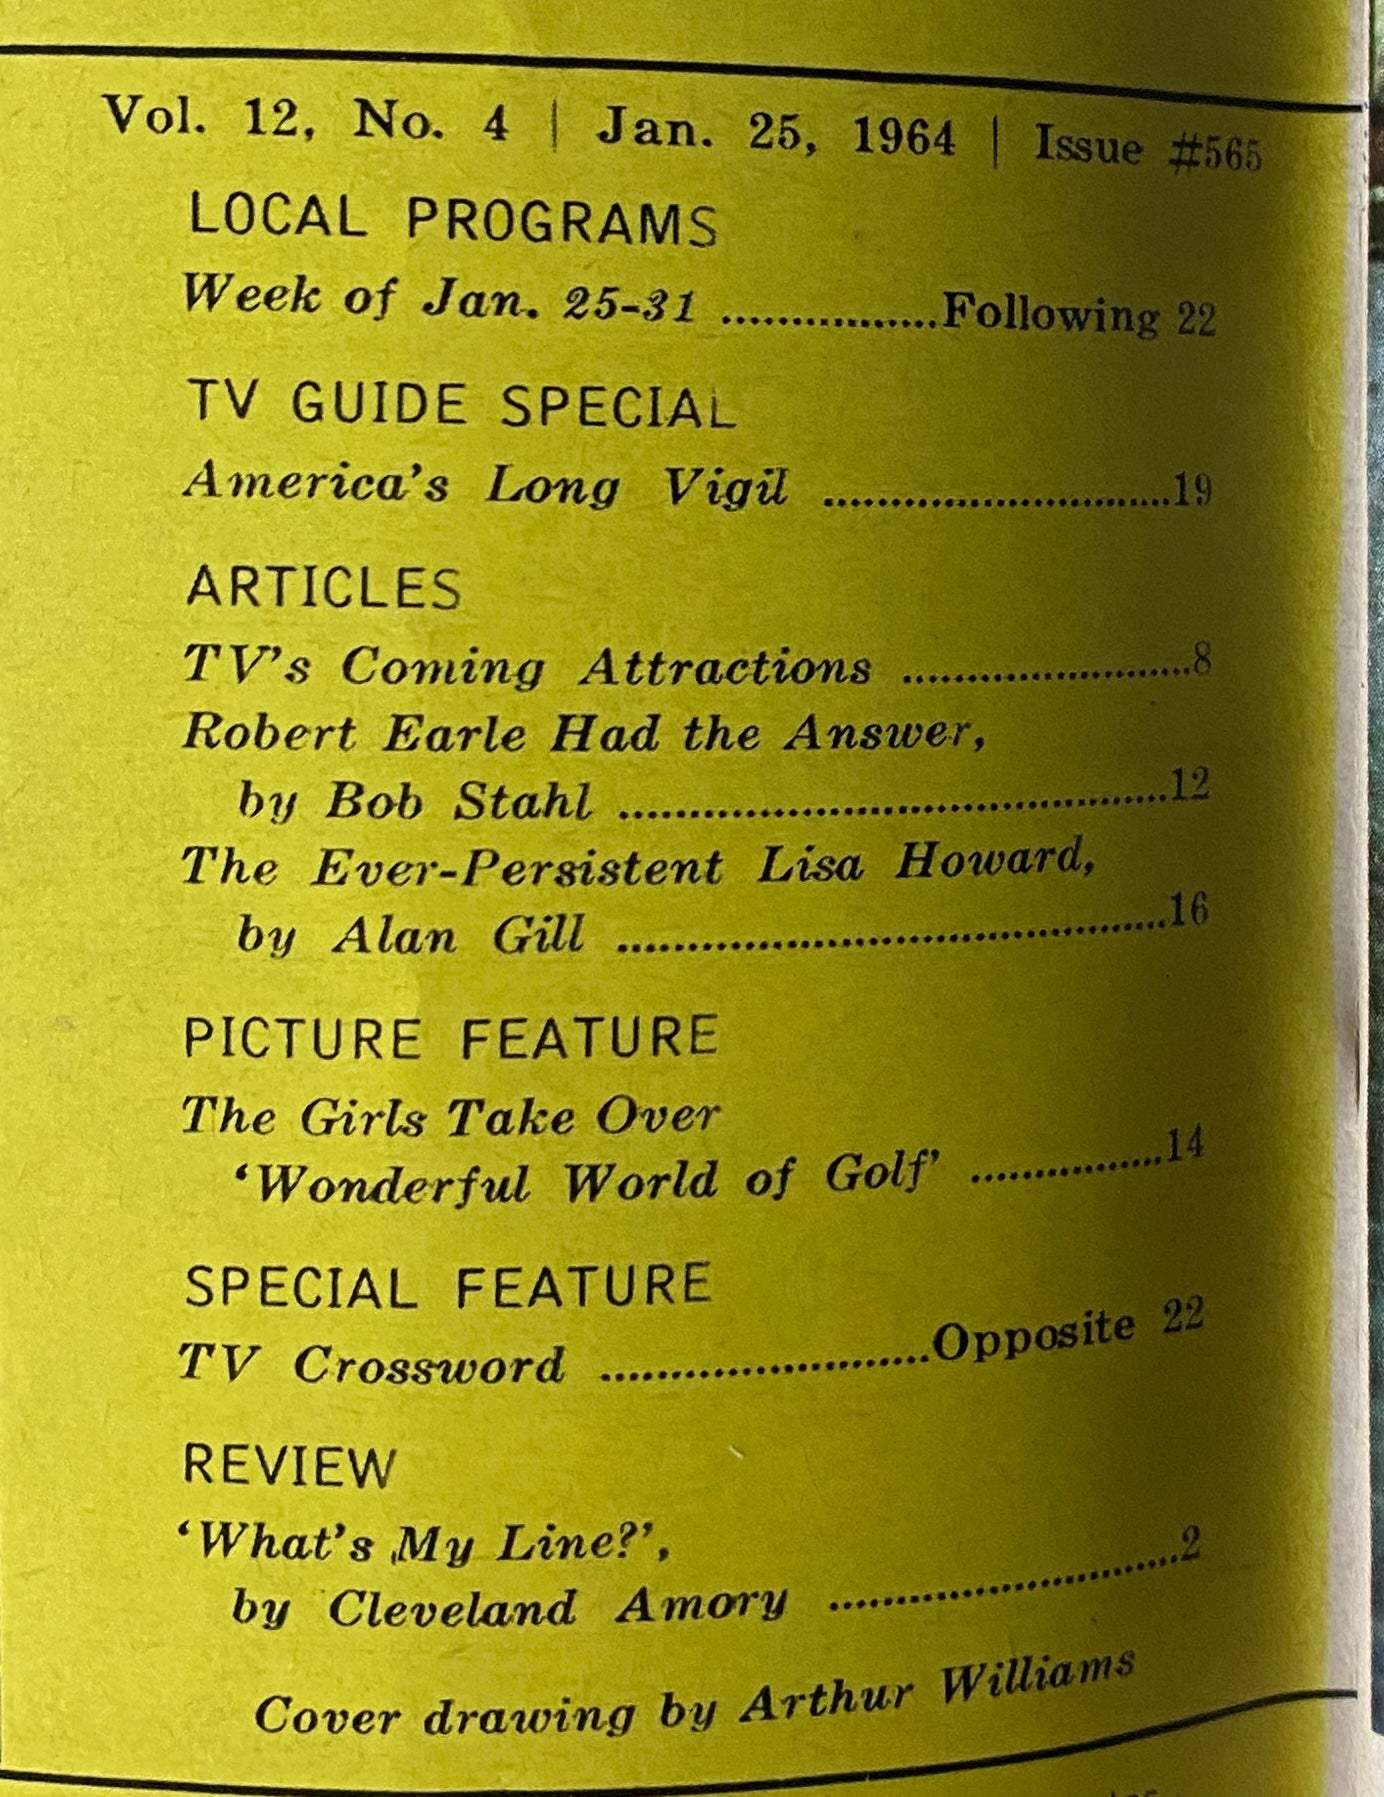 Vol. 12, No. 4 | Jan. 25, 1964 | Issue #565
LOCAL PROGRAMS
Week of Jan. 25-31 ................Following 22
TV GUIDE SPECIAL
America's Long Vigil ..........................19
ARTICLES
TV's Coming Attractions ......................8
Robert Earle Had the Answer,
by Bob Stahl .........................................12
The Ever-Persistent Lisa Howard,
by Alan Gill .........................................16
PICTURE FEATURE
The Girls Take Over
‘Wonderful World of Golf’ ...............14
SPECIAL FEATURE
TV Crossword ........................Opposite 22
REVIEW
‘What's My Line?’,
by Cleveland Amory ..........................2
Cover drawing by Arthur Williams